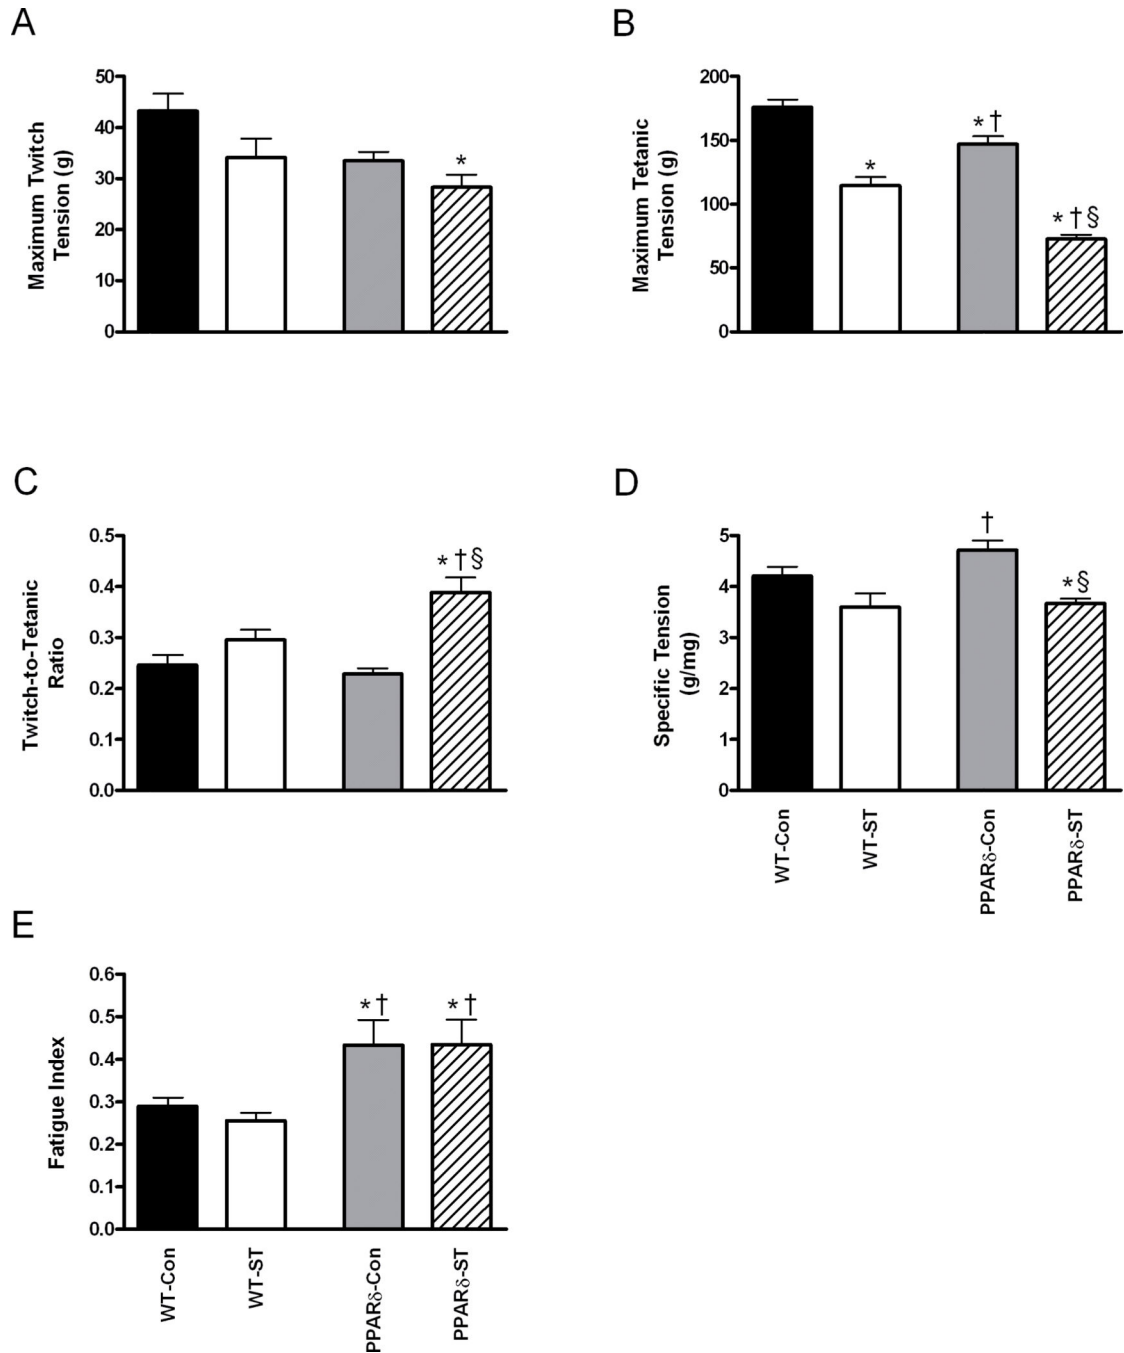 A
Maximum Twitch
Tension (g)
50
40
30
20
10
0
*
B
Maximum Tetanic
Tension (g)
200
150
100
50
0
*
*†
*†§
C
Twitch-to-Tetanic
Ratio
0.5
0.4
0.3
0.2
0.1
0.0
*†§
D
Specific Tension
(g/mg)
5
4
3
2
1
0
†
*§
WT-Con
WT-ST
PPARδ-Con
PPARδ-ST
E
Fatigue Index
0.6
0.5
0.4
0.3
0.2
0.1
0.0
*†
*†
WT-Con
WT-ST
PPARδ-Con
PPARδ-ST